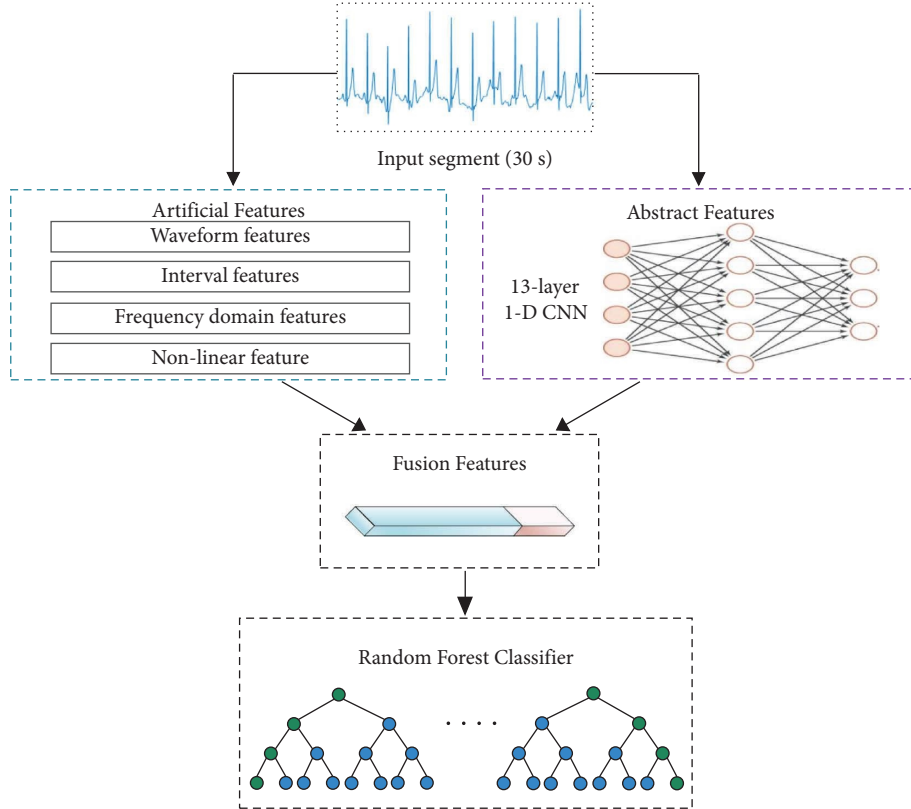 Input segment (30 s)
Artificial Features
Waveform features
Interval features
Frequency domain features
Non-linear feature
Abstract Features
13-layer
1-D CNN
Fusion Features
Random Forest Classifier